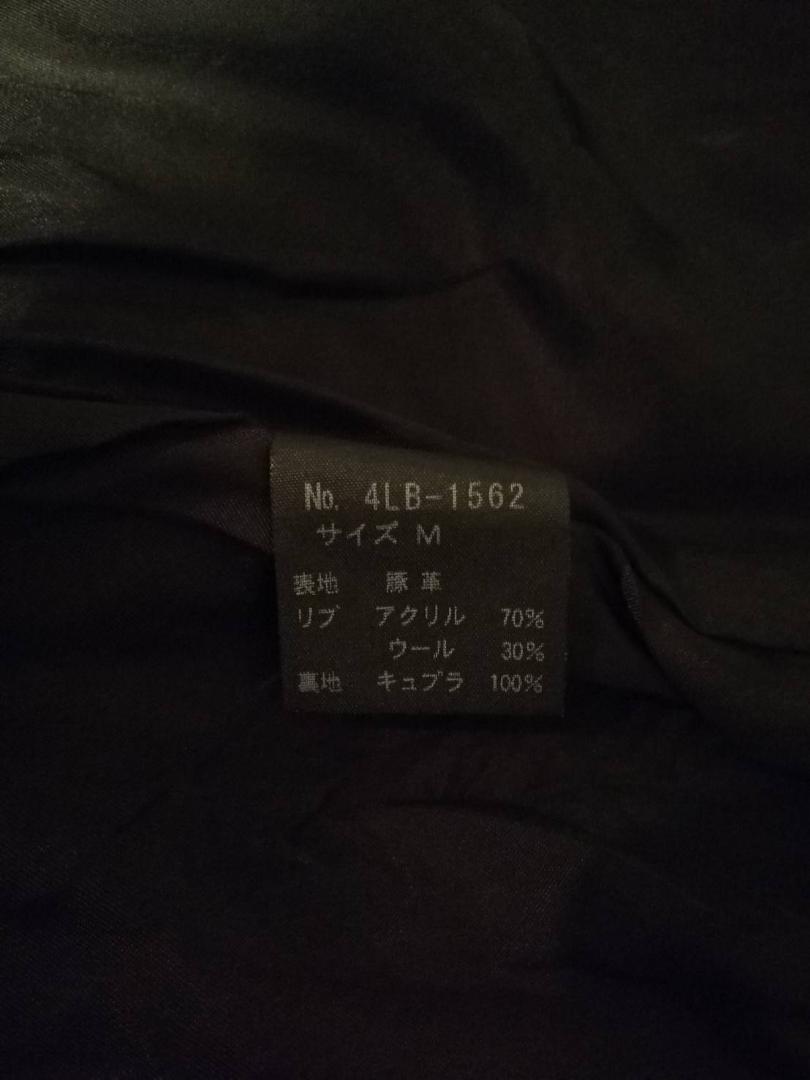 No. 4LB-1562
サイズ M
表地 豚革
リブ アクリル 70%
ウール 30%
裏地 キュプラ 100%